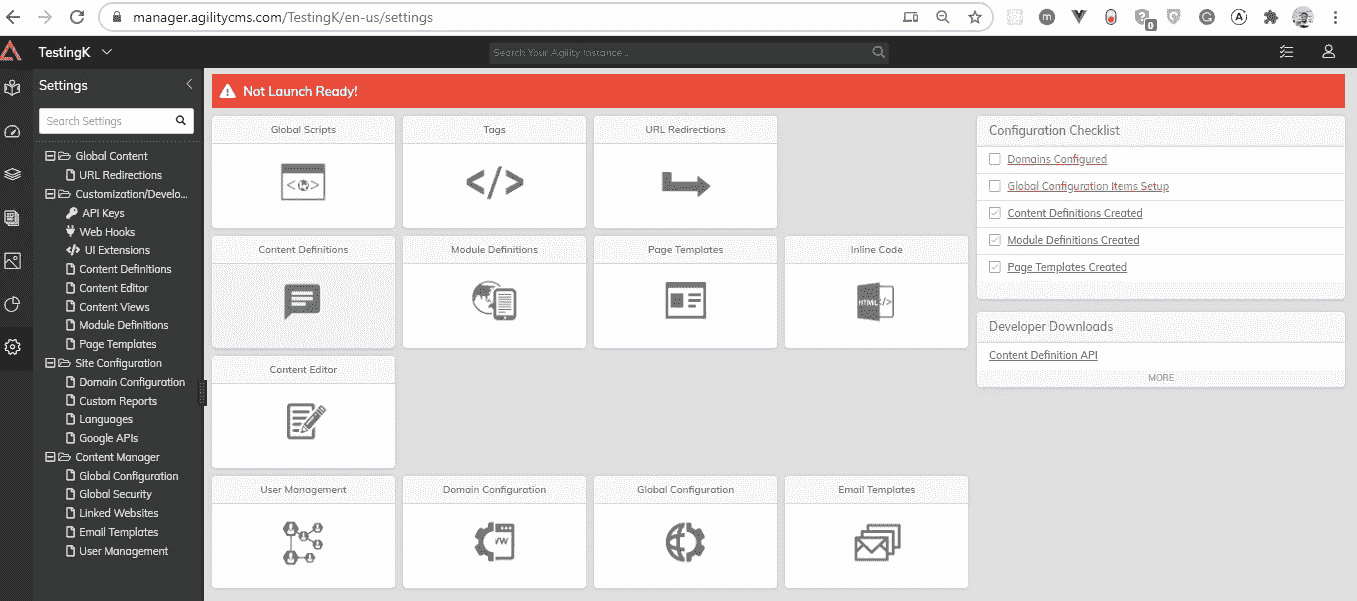 manager.agilitycms.com/TestingK/en-us/settings
0
TestingK
Search Your Agility Instance...
Settings
Search Settings
Global Content
URL Redirections
Customization/Develo...
API Keys
Web Hooks
UI Extensions
Content Definitions
Content Editor
Content Views
Module Definitions
Page Templates
Site Configuration
Domain Configuration
Custom Reports
Languages
Google APIs
Content Manager
Global Configuration
Global Security
Linked Websites
Email Templates
User Management
Not Launch Ready!
Global Scripts
Tags
URL Redirections
Content Definitions
Module Definitions
Page Templates
Inline Code
HTML
Content Editor
User Management
Domain Configuration
Global Configuration
Email Templates
Configuration Checklist
Domains Configured
Global Configuration Items Setup
Content Definitions Created
Module Definitions Created
Page Templates Created
Developer Downloads
Content Definition API
MORE